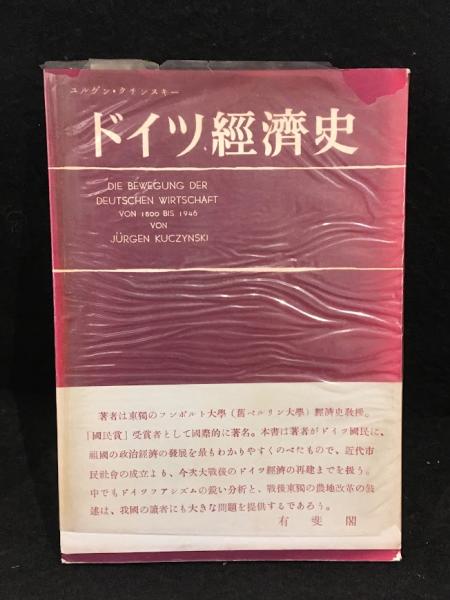 ユルゲン・クチンスキー
ドイツ經濟史
DIE BEWEGUNG DER
DEUTSCHEN WIRTSCHAFT
VON 1800 BIS 1946
VON
JÜRGEN KUCZYNSKI
著者は東獨のフンボルト大學（舊ベルリン大學）經濟史敎授。
「國民賞」受賞者として國際的に著名。本書は著者がドイツ國民に、
祖國の政治經濟の發展を最もわかりやすくのべたもので、近代市
民社會の成立より、今次大戰後のドイツ經濟の再建までを扱う。
中でもドイツファシズムの鋭い分析と、戰後東獨の農地改革の敍
述は、我國の讀者にも大きな問題を提供するであろう。
有斐閣